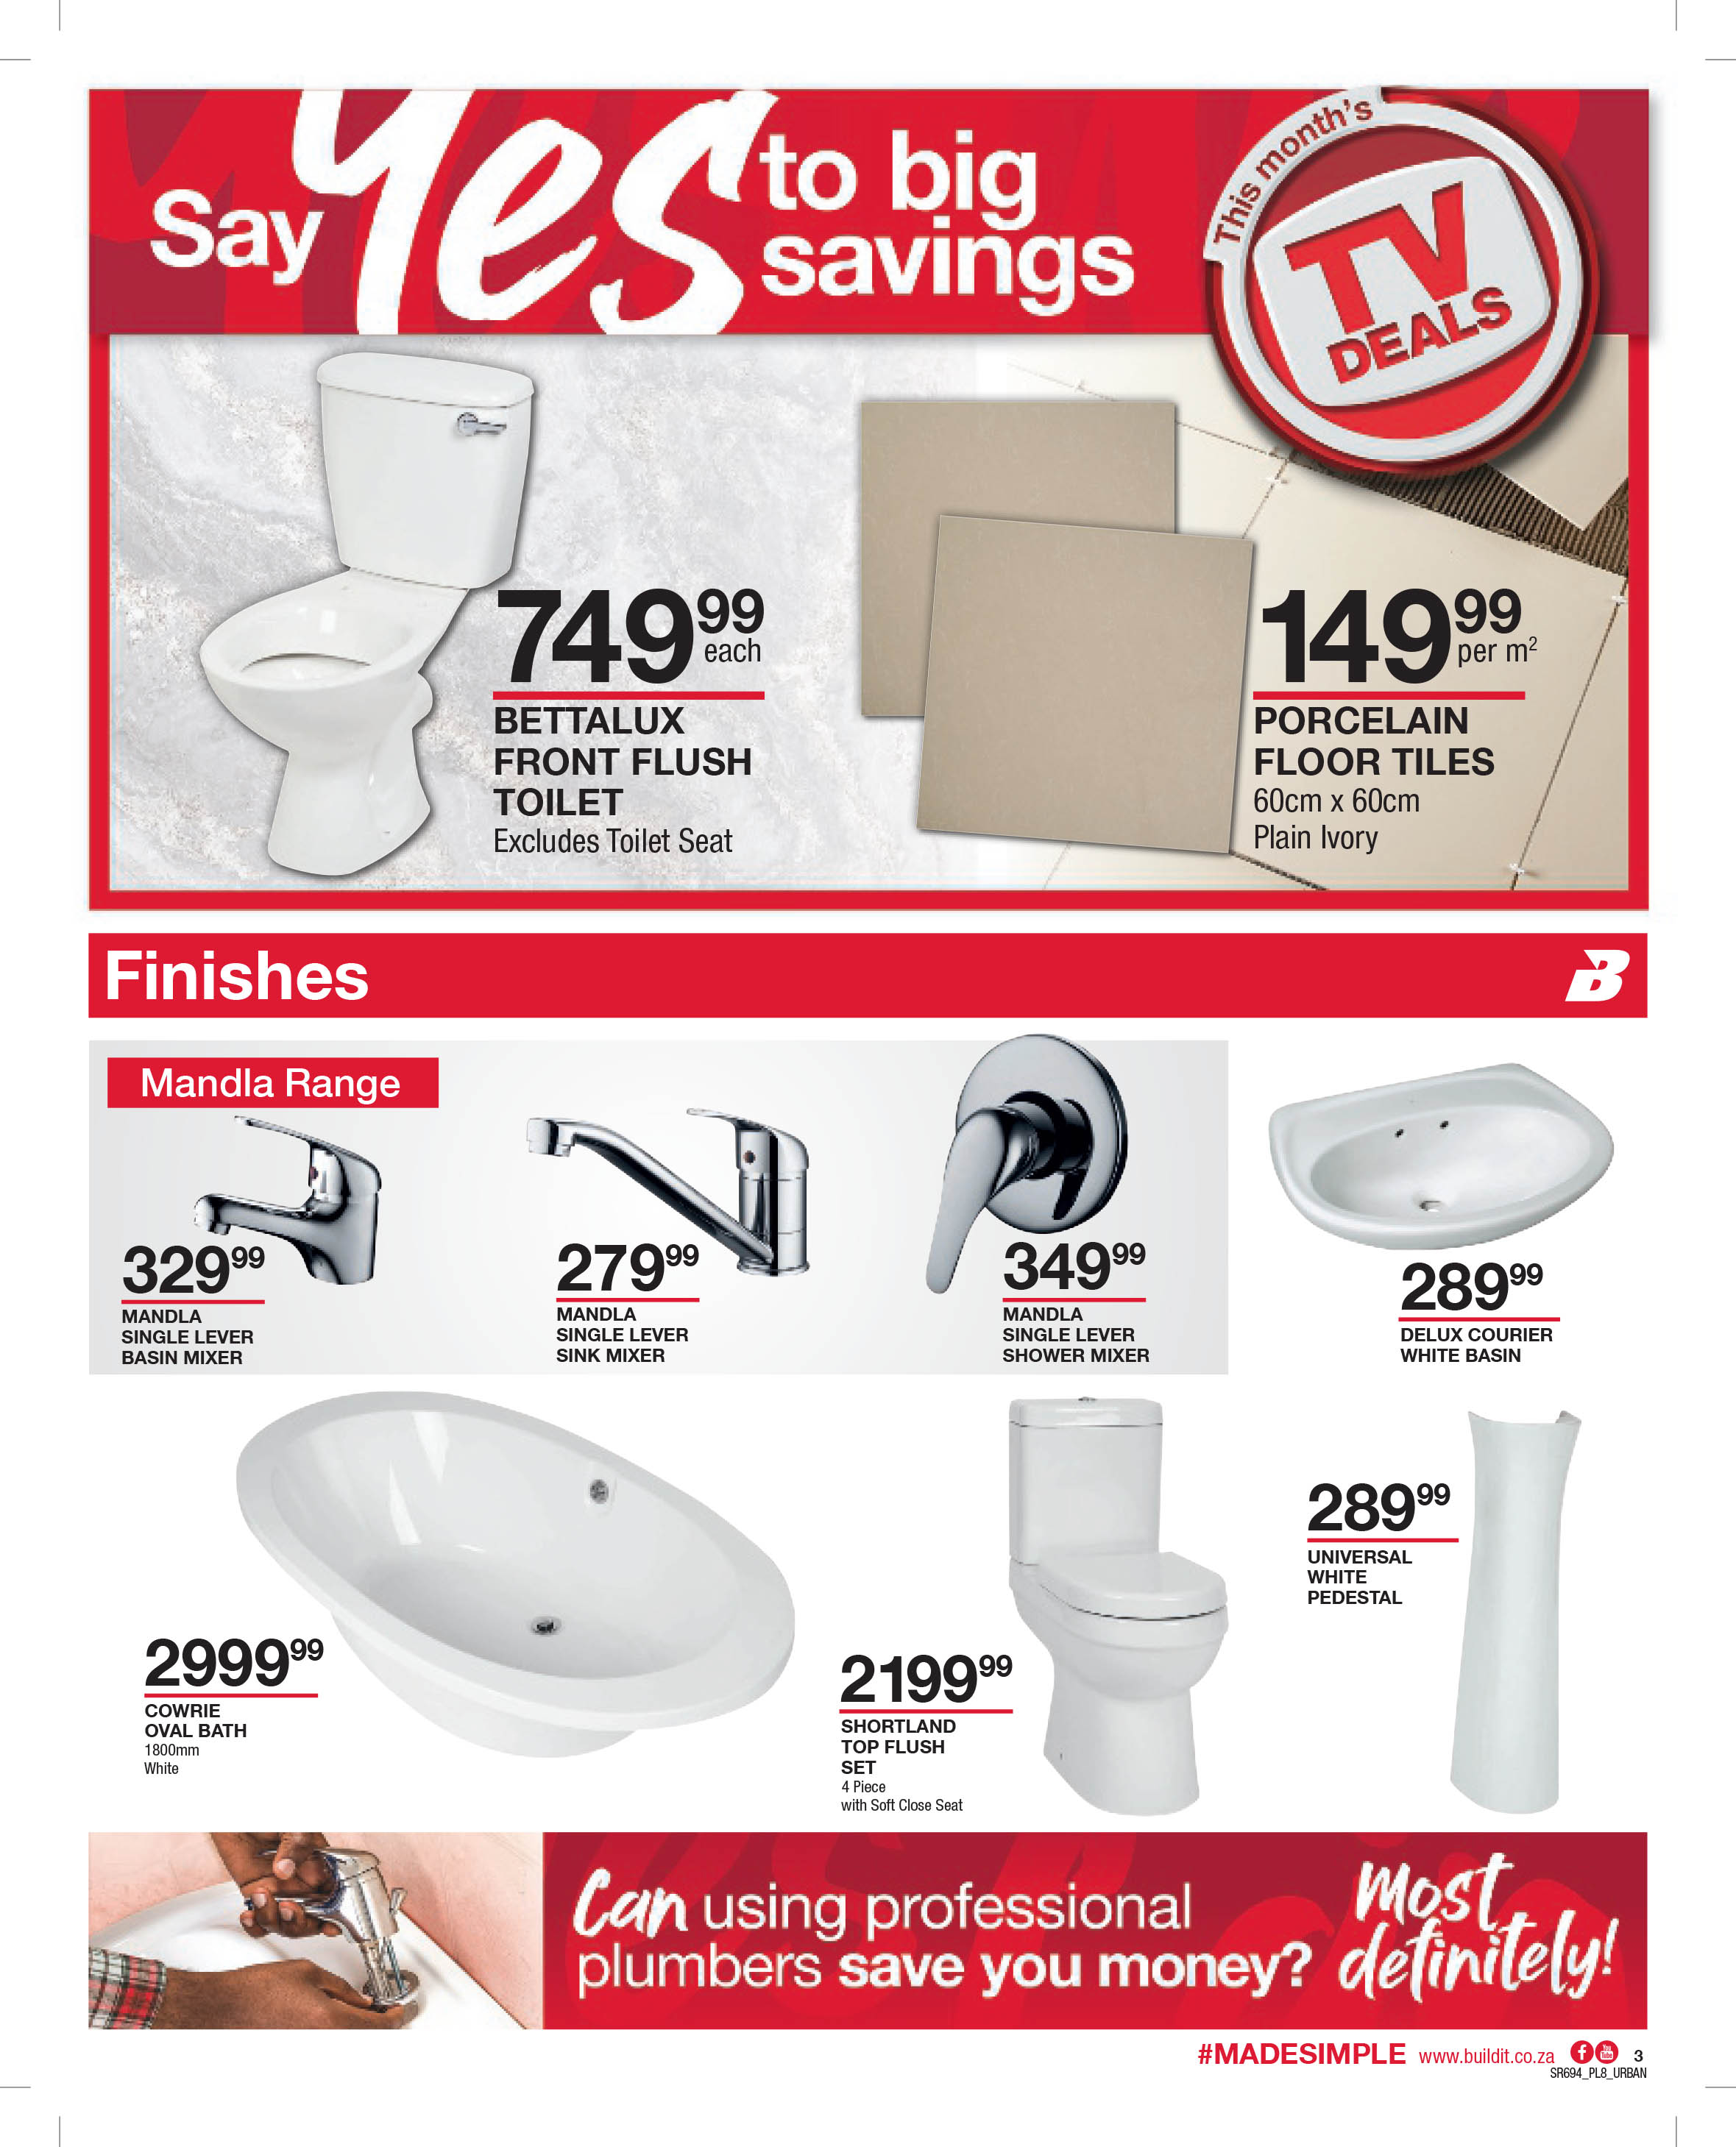 Say Yes to big
savings
This month's
TV
DEALS
749 99
each
BETTALUX
FRONT FLUSH
TOILET
Excludes Toilet Seat
149 99
per m²
PORCELAIN
FLOOR TILES
60cm x 60cm
Plain Ivory
Finishes
B
Mandla Range
329 99
MANDLA
SINGLE LEVER
BASIN MIXER
279 99
MANDLA
SINGLE LEVER
SINK MIXER
349 99
MANDLA
SINGLE LEVER
SHOWER MIXER
289 99
DELUX COURIER
WHITE BASIN
2999 99
COWRIE
OVAL BATH
1800mm
White
2199 99
SHORTLAND
TOP FLUSH
SET
4 Piece
with Soft Close Seat
289 99
UNIVERSAL
WHITE
PEDESTAL
Can using professional
plumbers save you money?
Most
definitely!
#MADESIMPLE www.buildit.co.za f You Tube 3
SR694_PL8_URBAN